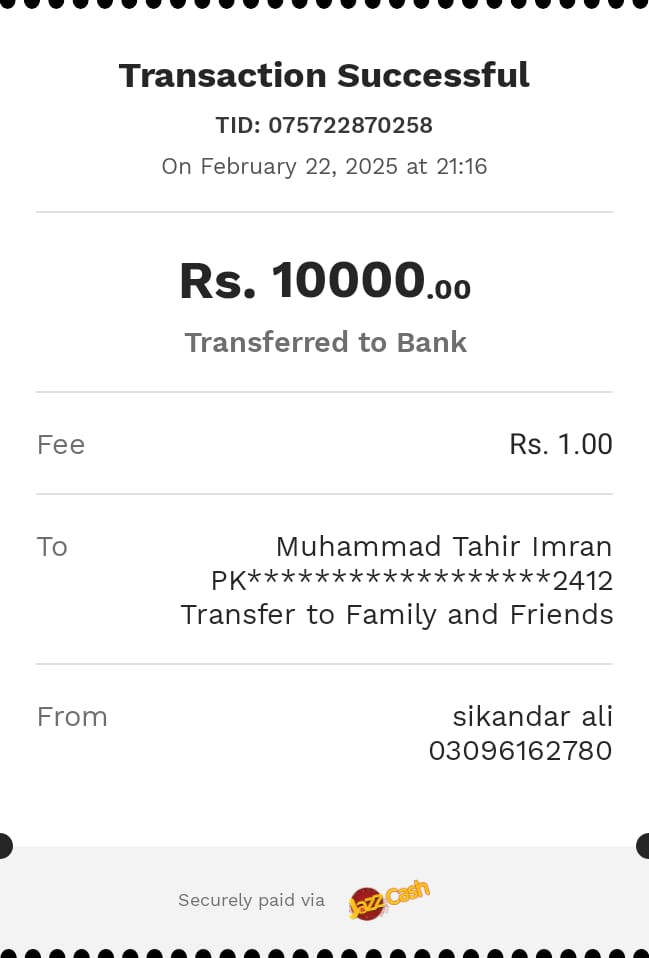 Transaction Successful
TID: 075722870258
On February 22, 2025 at 21:16
Rs. 10000.00
Transferred to Bank
Fee
Rs. 1.00
To
Muhammad Tahir Imran
PK******************2412
Transfer to Family and Friends
From
sikandar ali
03096162780
Securely paid via
JazzCash